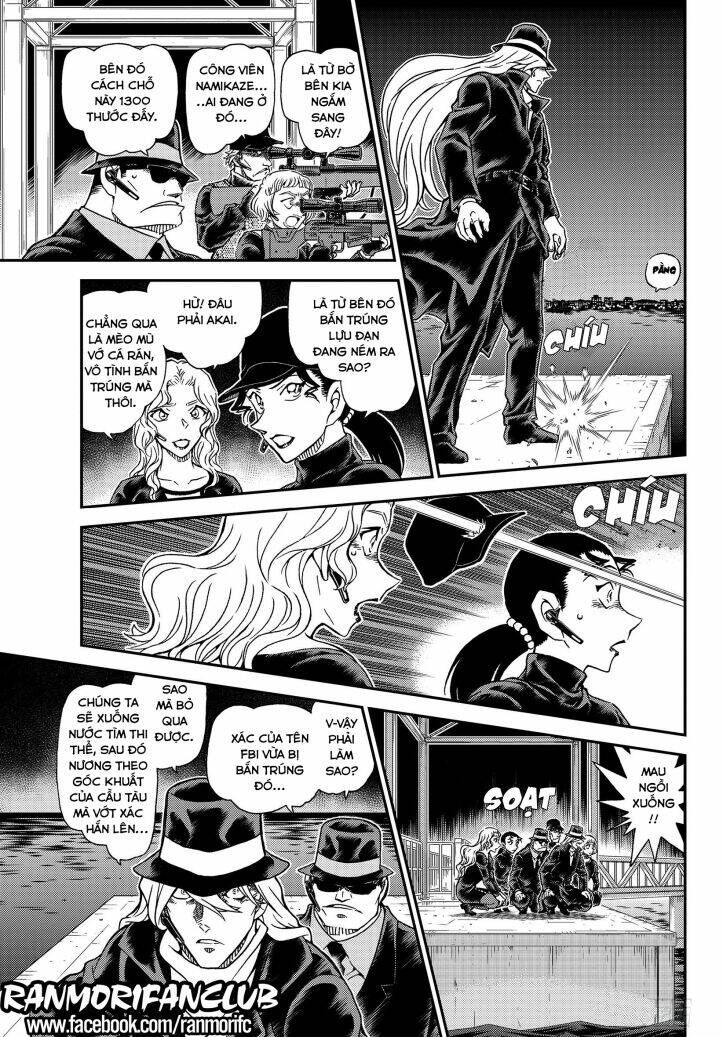 LÀ TỪ BỜ
BÊN KIA
NGẮM
SANG
ĐÂY!
CÔNG VIÊN
NAMIKAZE...
..AI ĐANG Ở
ĐÓ...
BÊN ĐÓ
CÁCH CHỖ
NÀY 1300
THƯỚC ĐẤY.
PẰNG
CHÍU
LÀ TỪ BÊN ĐÓ
BẮN TRÚNG
LỰU ĐẠN
ĐANG NÉM RA
SAO?
HỪ! ĐÂU
PHẢI AKAI.
CHẲNG QUA
LÀ MÈO MÙ
VỚ CÁ RÁN,
VÔ TÌNH BẮN
TRÚNG MÀ
THÔI.
CHÍU
MAU
NGỒI
XUỐNG
!!
SOẠT
V-VẬY
PHẢI
LÀM
SAO?
XÁC CỦA TÊN
FBI VỪA BỊ
BẮN TRÚNG
ĐÓ...
SAO
MÀ BỎ
QUA
ĐƯỢC.
CHÚNG TA
SẼ XUỐNG
NƯỚC TÌM THI
THỂ, SAU ĐÓ
NƯƠNG THEO
GÓC KHUẤT
CỦA CẦU TÀU
MÀ VỚT XÁC
HẮN LÊN...
RANMORIFANCLUB
www.facebook.com/ranmorifc